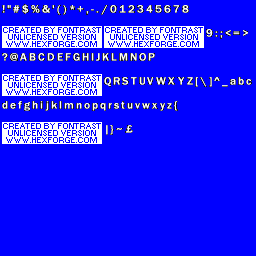 !"#$%&'()*+,-./012345678
CREATED BY FONTRAST
UNLICENSED VERSION
WWW.HEXFORGE.COM
CREATED BY FONTRAST
UNLICENSED VERSION
WWW.HEXFORGE.COM
9:;<=>
?@ABCDEFGHIJKLMNOP
CREATED BY FONTRAST
UNLICENSED VERSION
WWW.HEXFORGE.COM
QRSTUVWXYZ[\]^_abc
defgfijklmnopqrstuvwxyz{
CREATED BY FONTRAST
UNLICENSED VERSION
WWW.HEXFORGE.COM
|}~£